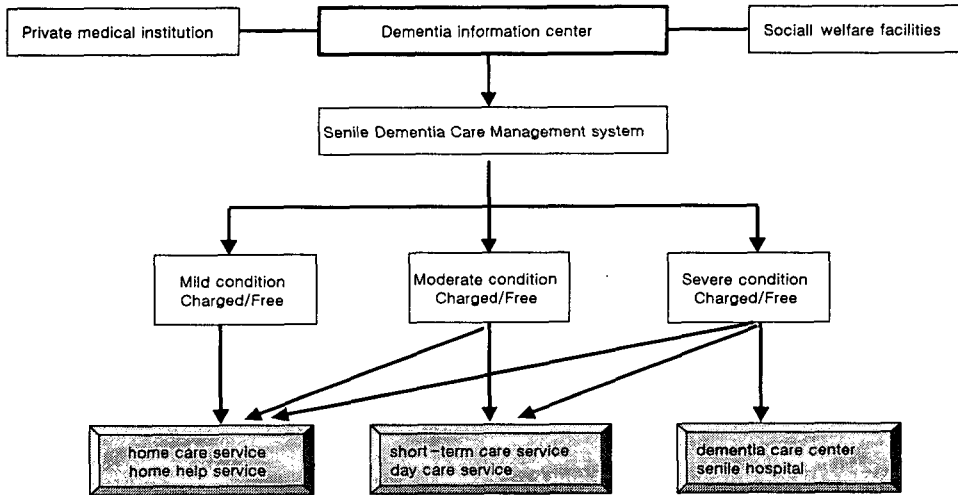 Private medical institution
Dementia information center
Sociall welfare facilities
Senile Dementia Care Management system
Mild condition
Charged/Free
Moderate condition
Charged/Free
Severe condition
Charged/Free
home care service
home help service
short-term care service
day care service
dementia care center
senile hospital